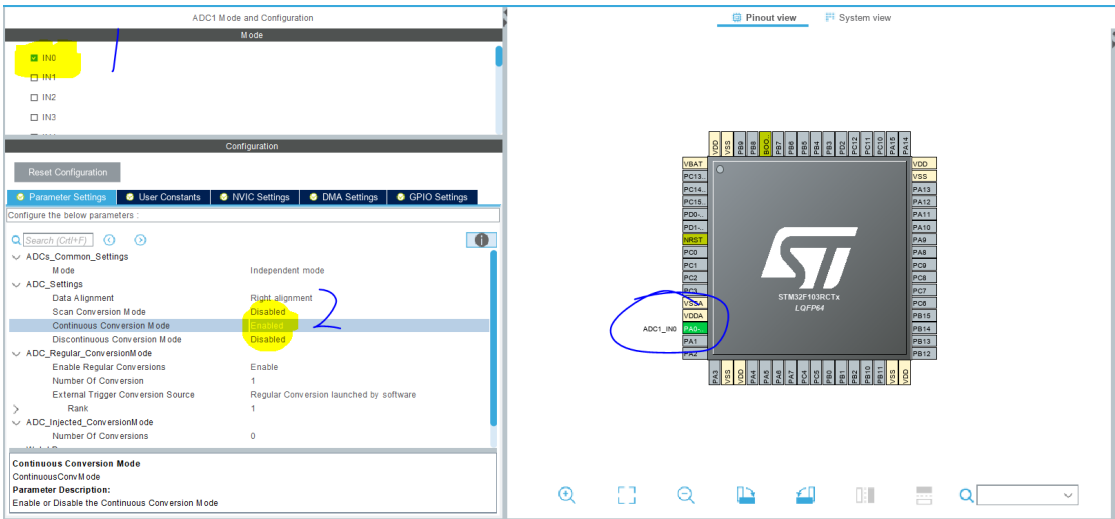 ADC1 Mode and Configuration
Mode
IN0
IN1
IN2
IN3
1
Configuration
Reset Configuration
Parameter Settings
User Constants
NVIC Settings
DMA Settings
GPIO Settings
Configure the below parameters :
Search (Crtl+F)
ADCs_Common_Settings
Mode Independent mode
ADC_Settings
Data Alignment Right alignment
Scan Conversion Mode Disabled
Continuous Conversion Mode Enabled
Discontinuous Conversion Mode Disabled
2
ADC_Regular_ConversionMode
Enable Regular Conversions Enable
Number Of Conversion 1
External Trigger Conversion Source Regular Conversion launched by software
Rank 1
ADC_Injected_ConversionMode
Number Of Conversions 0
Continuous Conversion Mode
ContinuousConvMode
Parameter Description:
Enable or Disable the Continuous Conversion Mode
Pinout view
System view
VDD
VSS
PB9
PB8
BOO..
PB7
PB6
PB5
PB4
PB3
PD2
PC12
PC11
PC10
PA15
PA14
VBAT
PC13..
PC14..
PC15..
PD0-..
PD1-..
NRST
PC0
PC1
PC2
PC3
VSSA
VDDA
ADC1_IN0 PA0-..
PA1
PA2
STM32F103RCTx
LQFP64
VDD
VSS
PA13
PA12
PA11
PA10
PA9
PA8
PC9
PC8
PC7
PC6
PB15
PB14
PB13
PB12
PA3
VSS
VDD
PA4
PA5
PA6
PA7
PC4
PC5
PB0
PB1
PB2
PB10
PB11
VSS
VDD